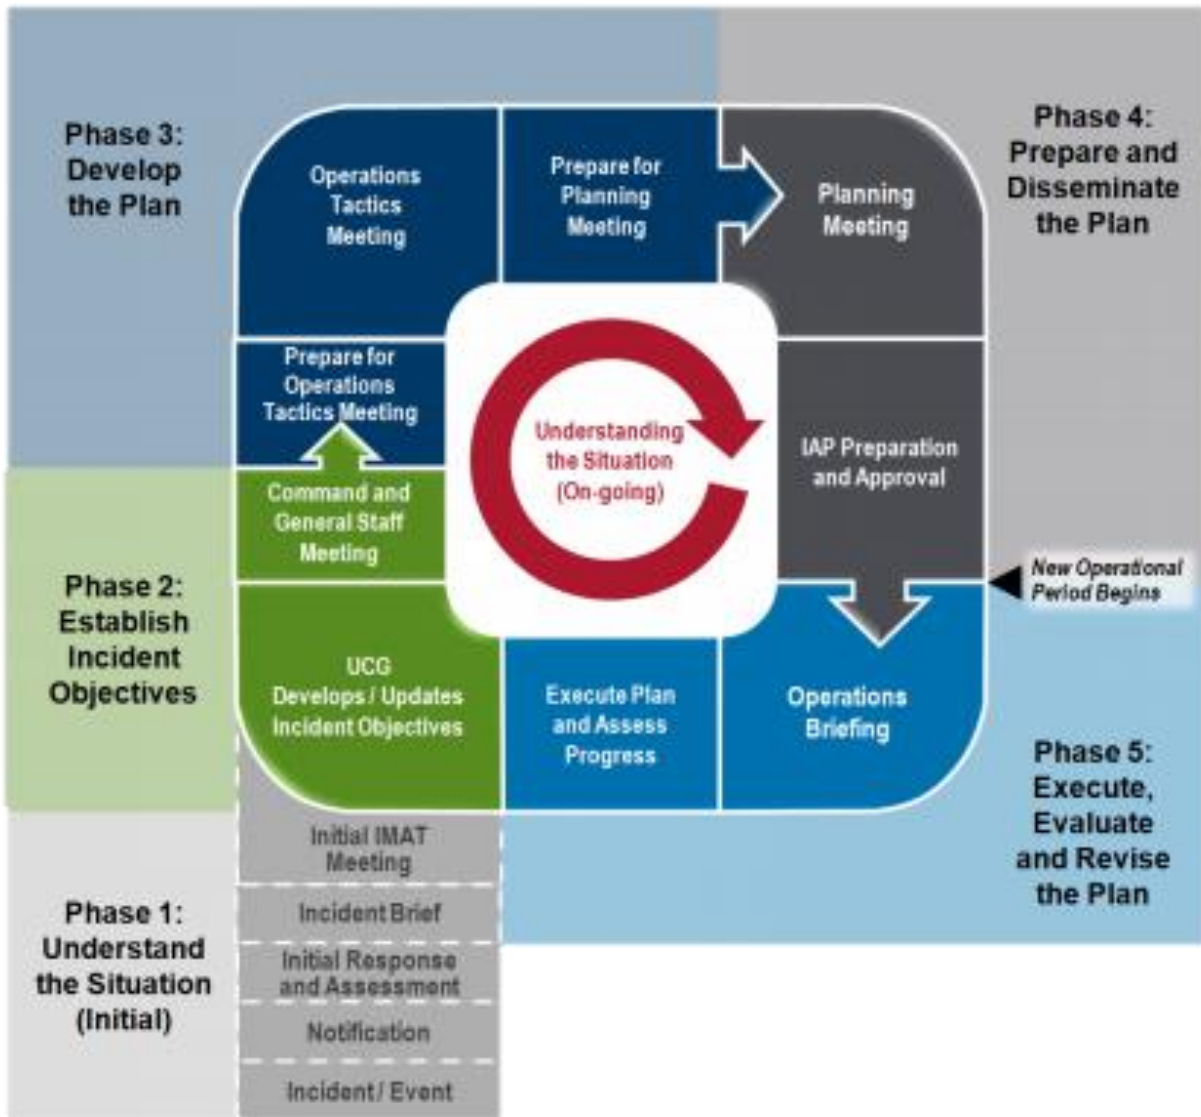 Phase 3:
Develop
the Plan
Operations
Tactics
Meeting
Prepare for
Planning
Meeting
Planning
Meeting
Phase 4:
Prepare and
Disseminate
the Plan
Prepare for
Operations
Tactics Meeting
Understanding
the Situation
(On-going)
IAP Preparation
and Approval
Command and
General Staff
Meeting
New Operational
Period Begins
Phase 2:
Establish
Incident
Objectives
UCG
Develops / Updates
Incident Objectives
Execute Plan
and Assess
Progress
Operations
Briefing
Phase 5:
Execute,
Evaluate
and Revise
the Plan
Phase 1:
Understand
the Situation
(Initial)
Initial IMAT
Meeting
Incident Brief
Initial Response
and Assessment
Notification
Incident / Event